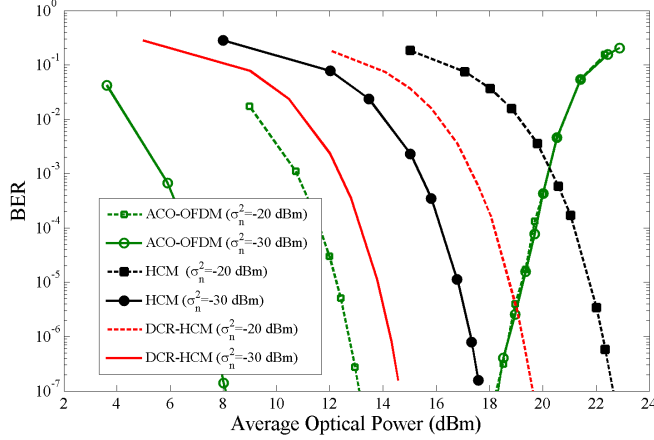 10^0
10^-1
10^-2
10^-3
10^-4
10^-5
10^-6
10^-7
BER
ACO-OFDM (σ_n^2=-20 dBm)
ACO-OFDM (σ_n^2=-30 dBm)
HCM (σ_n^2=-20 dBm)
HCM (σ_n^2=-30 dBm)
DCR-HCM (σ_n^2=-20 dBm)
DCR-HCM (σ_n^2=-30 dBm)
2 4 6 8 10 12 14 16 18 20 22 24
Average Optical Power (dBm)